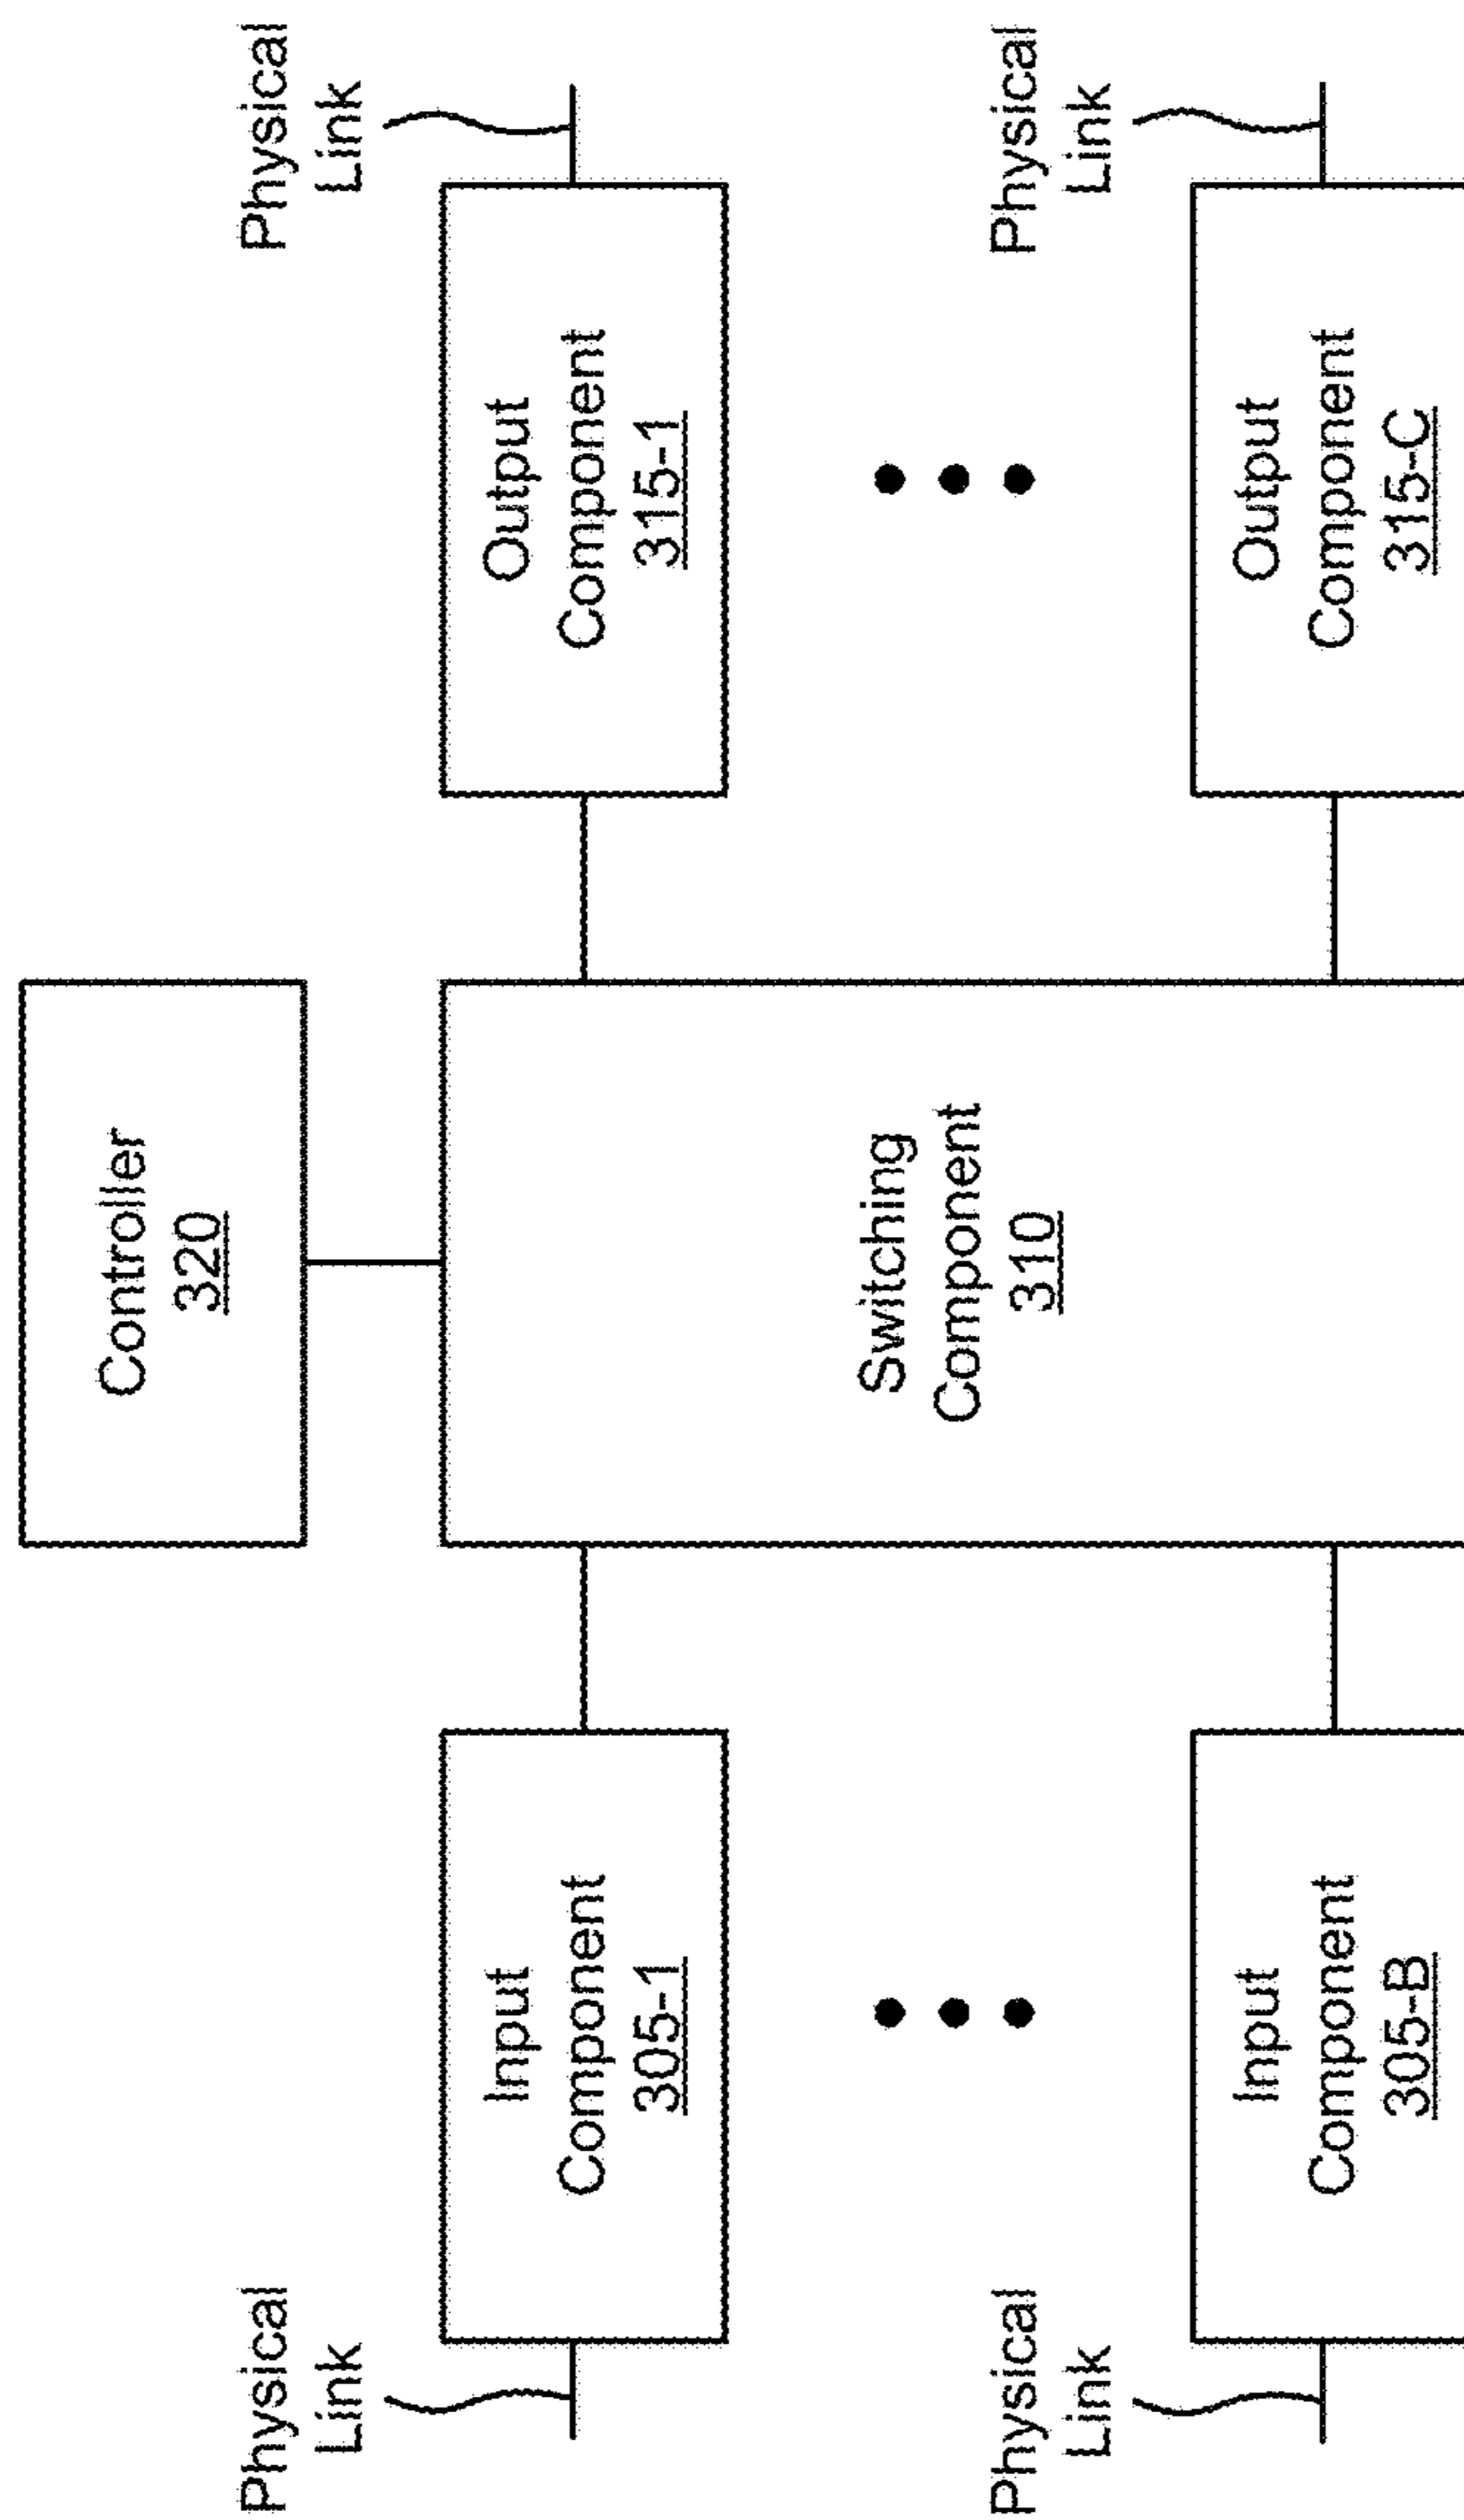 Controller
320
Physical
Link
Physical
Link
Input
Component
305-1
Switching
Component
310
Output
Component
315-1
Physical
Link
Physical
Link
Input
Component
305-B
Output
Component
315-C